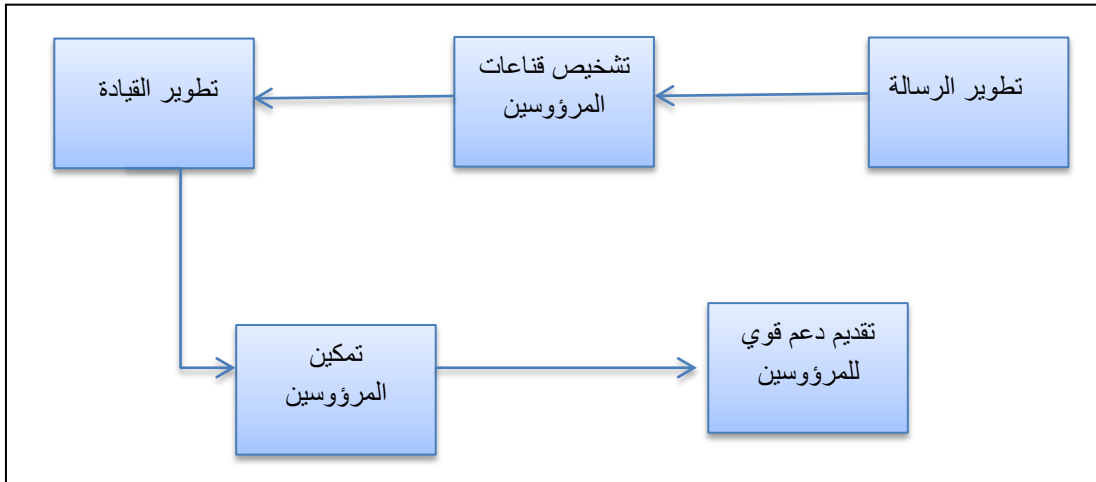 تطوير الرسالة
تشخيص قناعات
المرؤوسين
تطوير القيادة
تمكين
المرؤوسين
تقديم دعم قوي
للمرؤوسين